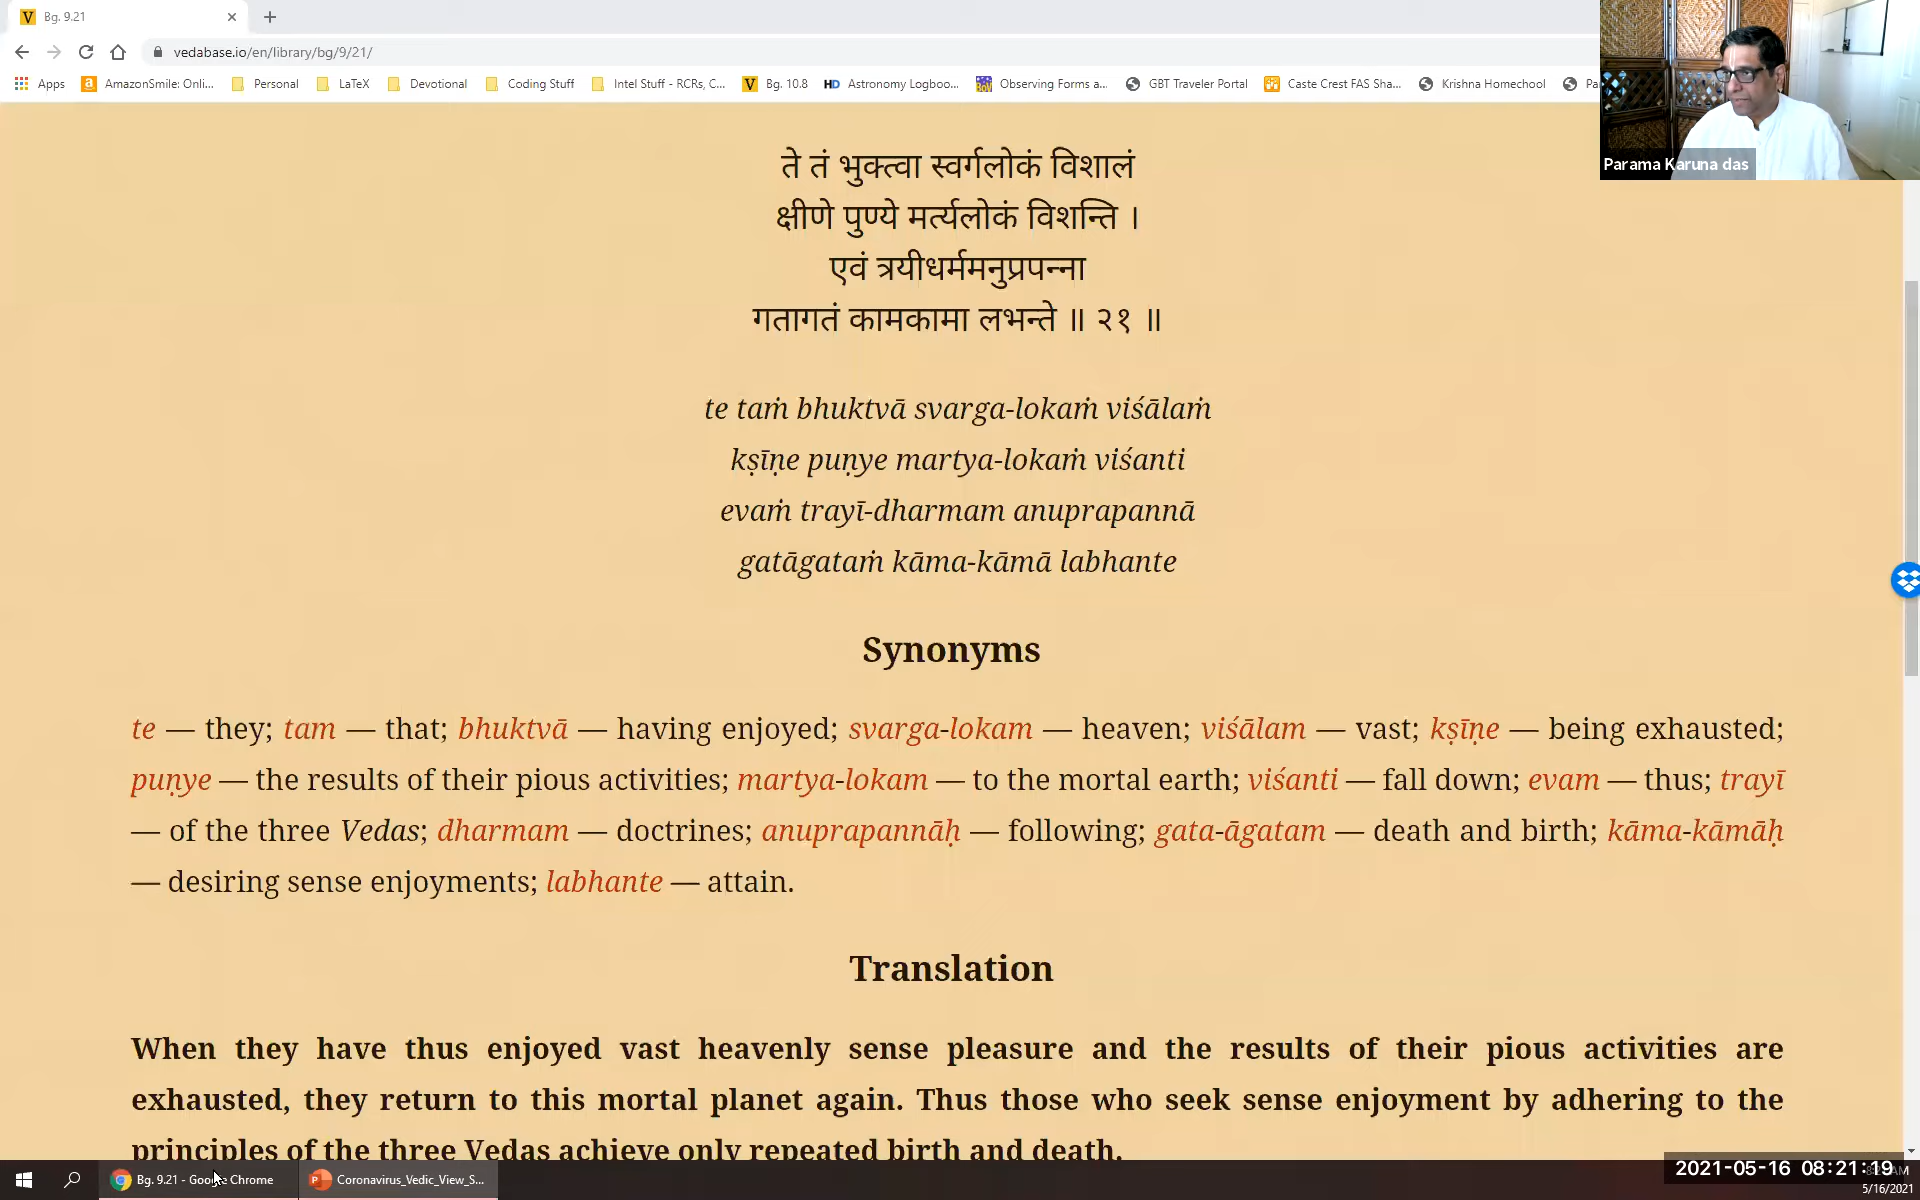 Bg. 9.21
vedabase.io/en/library/bg/9/21/
Apps AmazonSmile: Onli... Personal LaTeX Devotional Coding Stuff Intel Stuff - RCRs, C... Bg. 10.8 Astronomy Logboo... Observing Forms a... GBT Traveler Portal Caste Crest FAS Sha... Krishna Homechool Pa
Parama Karuna das
ते तं भुक्त्वा स्वर्गलोकं विशालं
क्षीणे पुण्ये मर्त्यलोकं विशन्ति ।
एवं त्रयीधर्ममनुप्रपन्ना
गतागतं कामकामा लभन्ते ॥ २१ ॥
te taṁ bhuktvā svarga-lokaṁ viśālaṁ
kṣīṇe puṇye martya-lokaṁ viśanti
evaṁ trayī-dharmam anuprapannā
gatāgataṁ kāma-kāmā labhante
Synonyms
te — they; tam — that; bhuktvā — having enjoyed; svarga-lokam — heaven; viśālam — vast; kṣīṇe — being exhausted;
puṇye — the results of their pious activities; martya-lokam — to the mortal earth; viśanti — fall down; evam — thus; trayī
— of the three Vedas; dharmam — doctrines; anuprapannāḥ — following; gata-āgatam — death and birth; kāma-kāmāḥ
— desiring sense enjoyments; labhante — attain.
Translation
When they have thus enjoyed vast heavenly sense pleasure and the results of their pious activities are
exhausted, they return to this mortal planet again. Thus those who seek sense enjoyment by adhering to the
principles of the three Vedas achieve only repeated birth and death.
Bg. 9.21 - Google Chrome Coronavirus_Vedic_View_S...
2021-05-16 08:21:19
5/16/2021